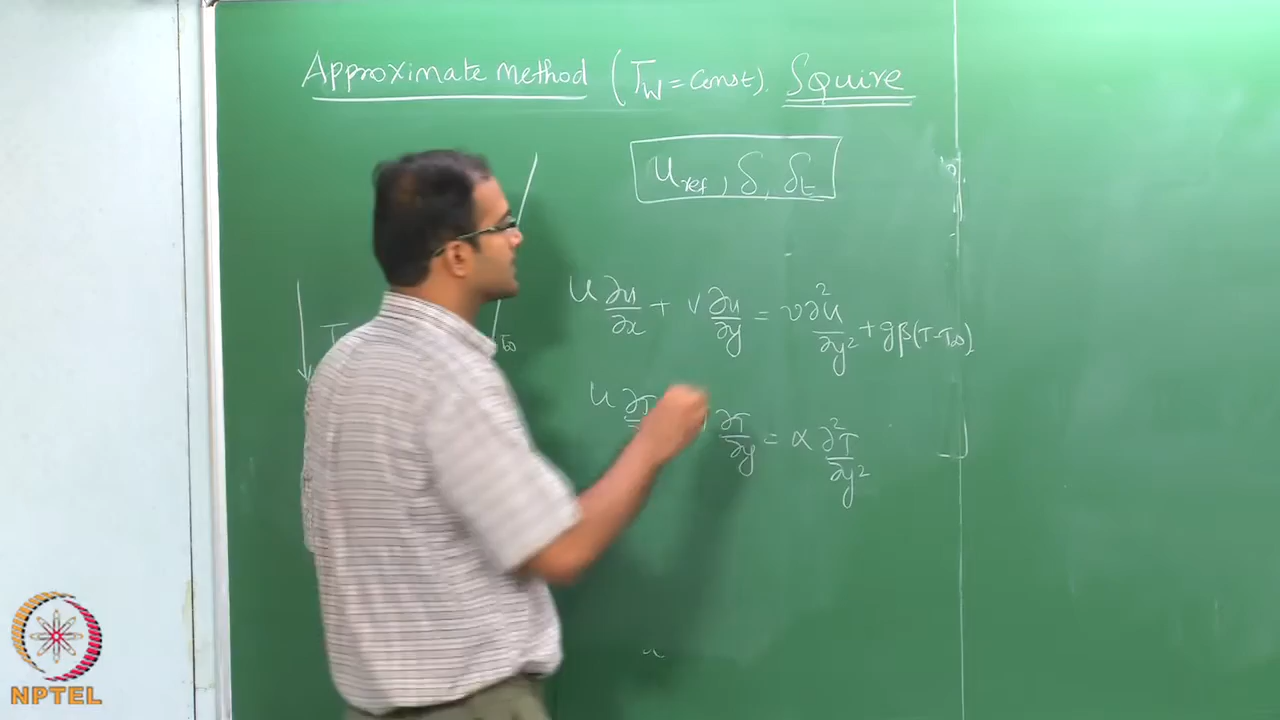 Approximate method (T_w = const). Squire
u_ref, δ, δ_t
T
∞
u ∂u/∂x + v ∂u/∂y = ν ∂²u/∂y² + gβ(T-T∞)
u ∂T ∂T/∂y = α ∂²T/∂y²
NPTEL